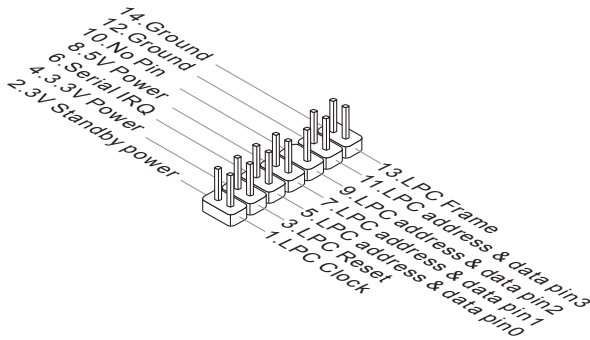 14.Ground
12.Ground
10.No Pin
8.5V Power
6.Serial IRQ
4.3.3V Power
2.3V Standby power
13.LPC Frame
11.LPC address & data pin3
9.LPC address & data pin2
7.LPC address & data pin1
5.LPC address & data pin0
3.LPC Reset
1.LPC Clock